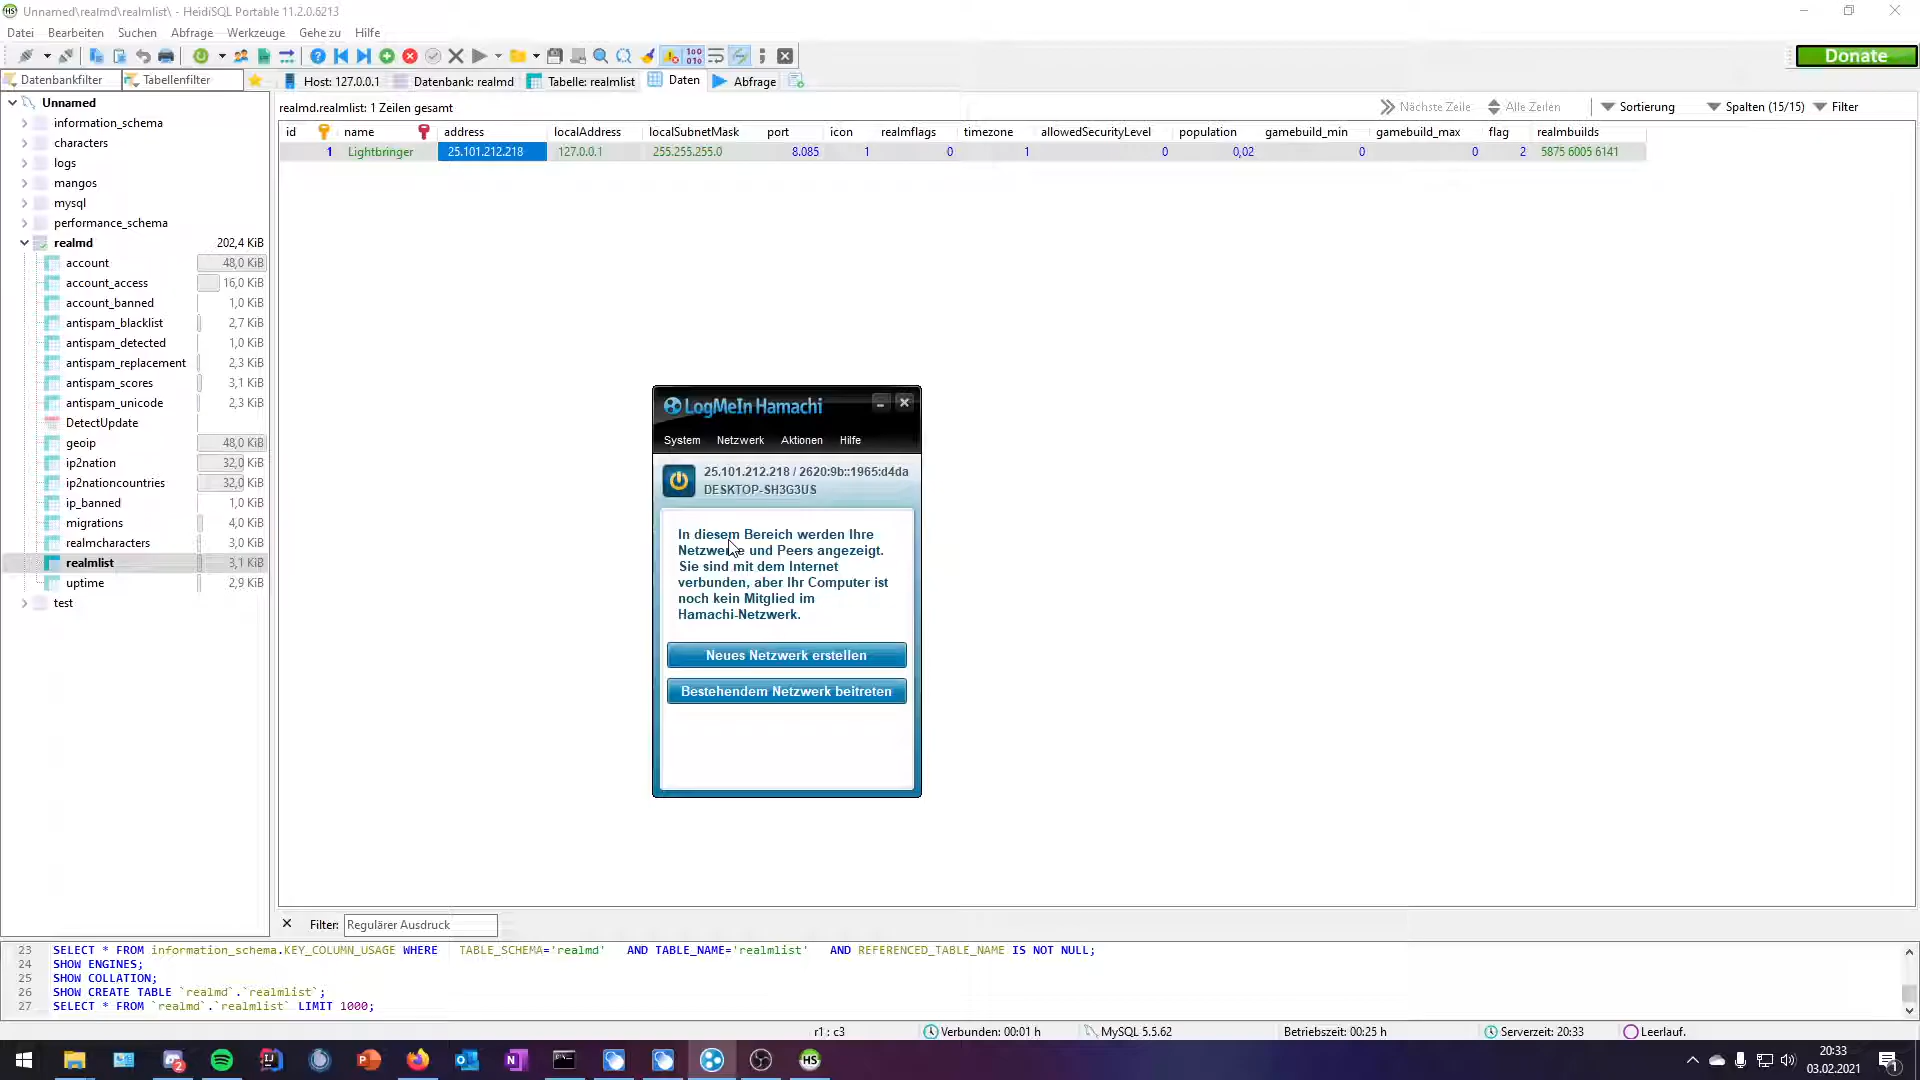 Unnamed\realmd\realmlist\ - HeidiSQL Portable 11.2.0.6213
Datei Bearbeiten Suchen Abfrage Werkzeuge Gehe zu Hilfe
Donate
Datenbankfilter Tabellenfilter Host: 127.0.0.1 Datenbank: realmd Tabelle: realmlist Daten Abfrage
realmd.realmlist: 1 Zeilen gesamt Nächste Zeile Alle Zeilen Sortierung Spalten (15/15) Filter
id name address localAddress localSubnetMask port icon realmflags timezone allowedSecurityLevel population gamebuild_min gamebuild_max flag realmbuilds
1 Lightbringer 25.101.212.218 127.0.0.1 255.255.255.0 8.085 1 0 1 0 0,02 0 0 2 5875 6005 6141
Unnamed
information_schema
characters
logs
mangos
mysql
performance_schema
realmd 202,4 KiB
account 48,0 KiB
account_access 16,0 KiB
account_banned 1,0 KiB
antispam_blacklist 2,7 KiB
antispam_detected 1,0 KiB
antispam_replacement 2,3 KiB
antispam_scores 3,1 KiB
antispam_unicode 2,3 KiB
DetectUpdate
geoip 48,0 KiB
ip2nation 32,0 KiB
ip2nationcountries 32,0 KiB
ip_banned 1,0 KiB
migrations 4,0 KiB
realmcharacters 3,0 KiB
realmlist 3,1 KiB
uptime 2,9 KiB
test
LogMeIn Hamachi
System Netzwerk Aktionen Hilfe
25.101.212.218 / 2620:9b::1965:d4da
DESKTOP-SH3G3US
In diesem Bereich werden Ihre
Netzwerke und Peers angezeigt.
Sie sind mit dem Internet
verbunden, aber Ihr Computer ist
noch kein Mitglied im
Hamachi-Netzwerk.
Neues Netzwerk erstellen
Bestehendem Netzwerk beitreten
Filter: Regulärer Ausdruck
23 SELECT * FROM information_schema.KEY_COLUMN_USAGE WHERE TABLE_SCHEMA='realmd' AND TABLE_NAME='realmlist' AND REFERENCED_TABLE_NAME IS NOT NULL;
24 SHOW ENGINES;
25 SHOW COLLATION;
26 SHOW CREATE TABLE `realmd`.`realmlist`;
27 SELECT * FROM `realmd`.`realmlist` LIMIT 1000;
r1 : c3 Verbunden: 00:01 h MySQL 5.5.62 Betriebszeit: 00:25 h Serverzeit: 20:33 Leerlauf.
20:33
03.02.2021